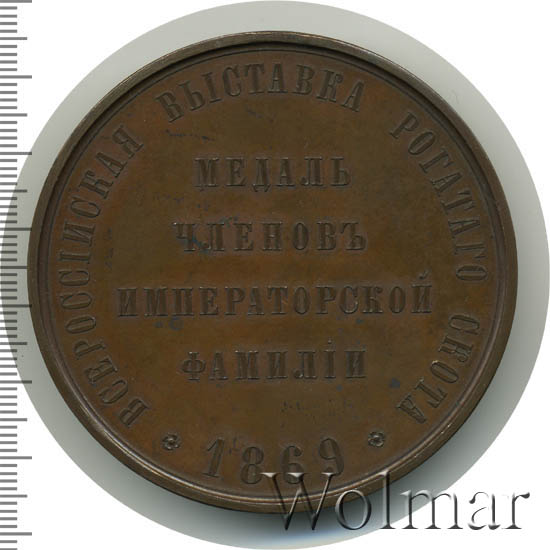 ВСЕРОССІЙСКАЯ ВЫСТАВКА РОГАТАГО СКОТА
МЕДАЛЬ
ЧЛЕНОВЪ
ИМПЕРАТОРСКОЙ
ФАМИЛІИ
1869
Wolmar